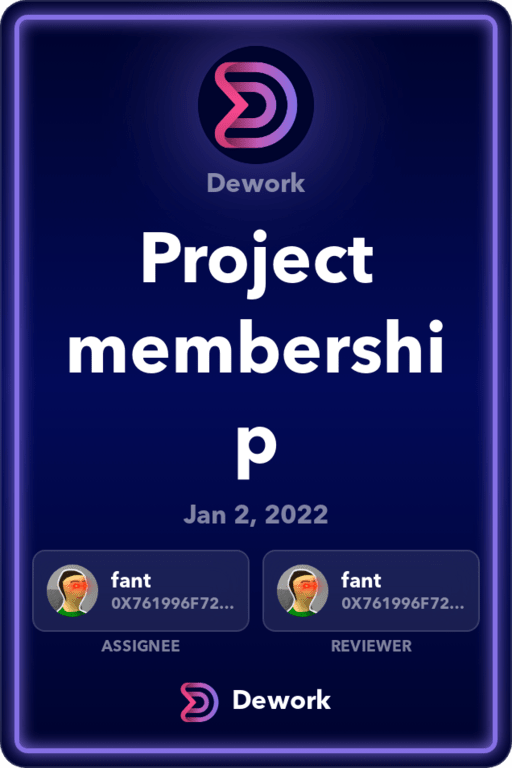 Dework
Project
membershi
p
Jan 2, 2022
fant
0X761996F72...
ASSIGNEE
fant
0X761996F72...
REVIEWER
Dework